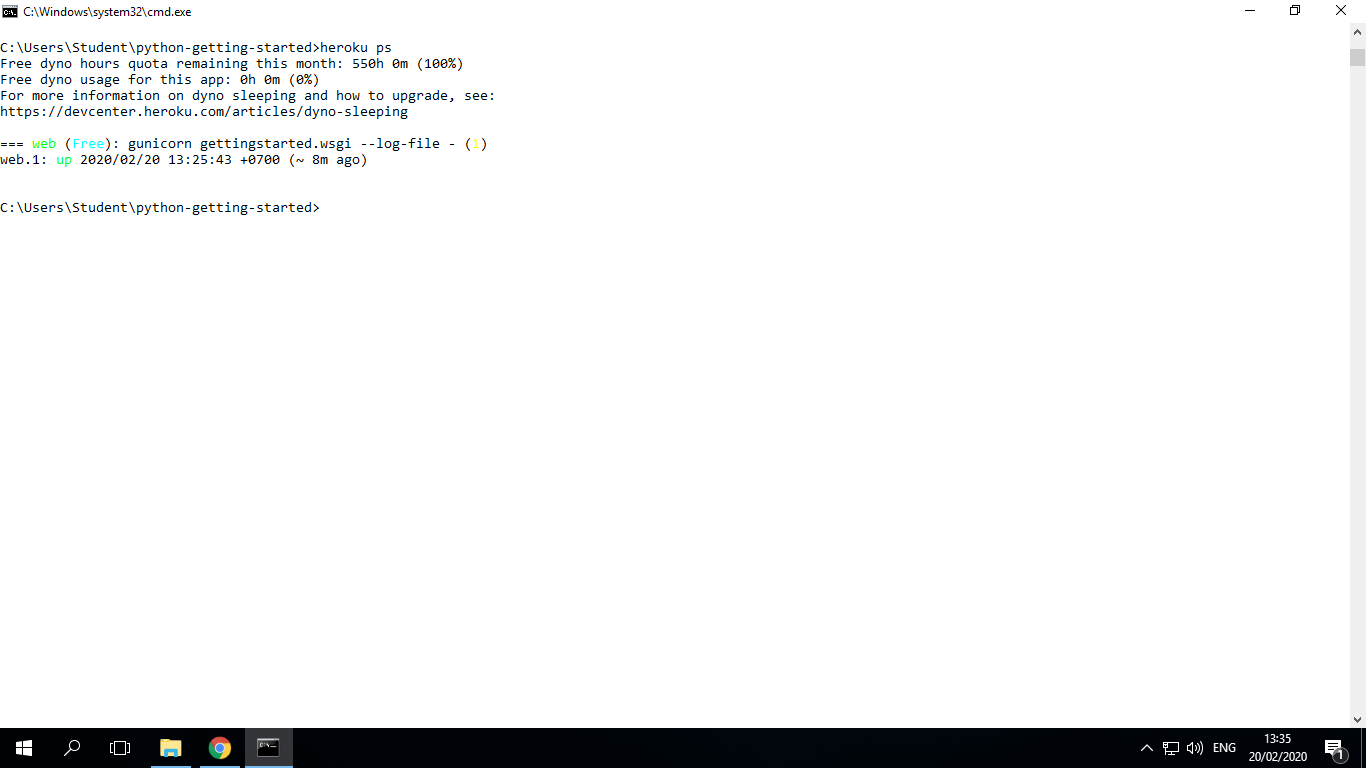 C:\Windows\system32\cmd.exe
C:\Users\Student\python-getting-started>heroku ps
Free dyno hours quota remaining this month: 550h 0m (100%)
Free dyno usage for this app: 0h 0m (0%)
For more information on dyno sleeping and how to upgrade, see:
https://devcenter.heroku.com/articles/dyno-sleeping
=== web (Free): gunicorn gettingstarted.wsgi --log-file - (1)
web.1: up 2020/02/20 13:25:43 +0700 (~ 8m ago)
C:\Users\Student\python-getting-started>
ENG
13:35
20/02/2020
1